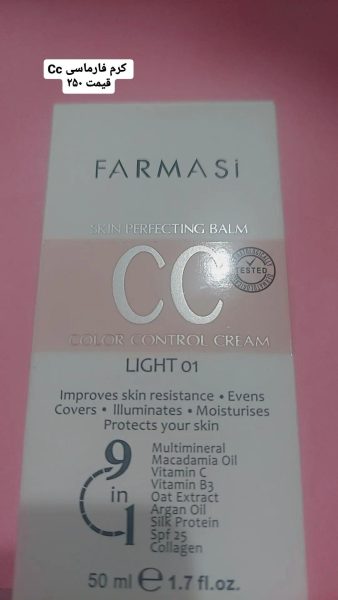 کرم فارماسی Cc
قیمت ۲۵۰
FARMASi
SKIN PERFECTING BALM
CC
TESTED
COLOR CONTROL CREAM
LIGHT 01
Improves skin resistance • Evens
Covers • Illuminates • Moisturises
Protects your skin
9 in 1
Multimineral
Macadamia Oil
Vitamin C
Vitamin B3
Oat Extract
Argan Oil
Silk Protein
Spf 25
Collagen
50 ml ℮ 1.7 fl.oz.